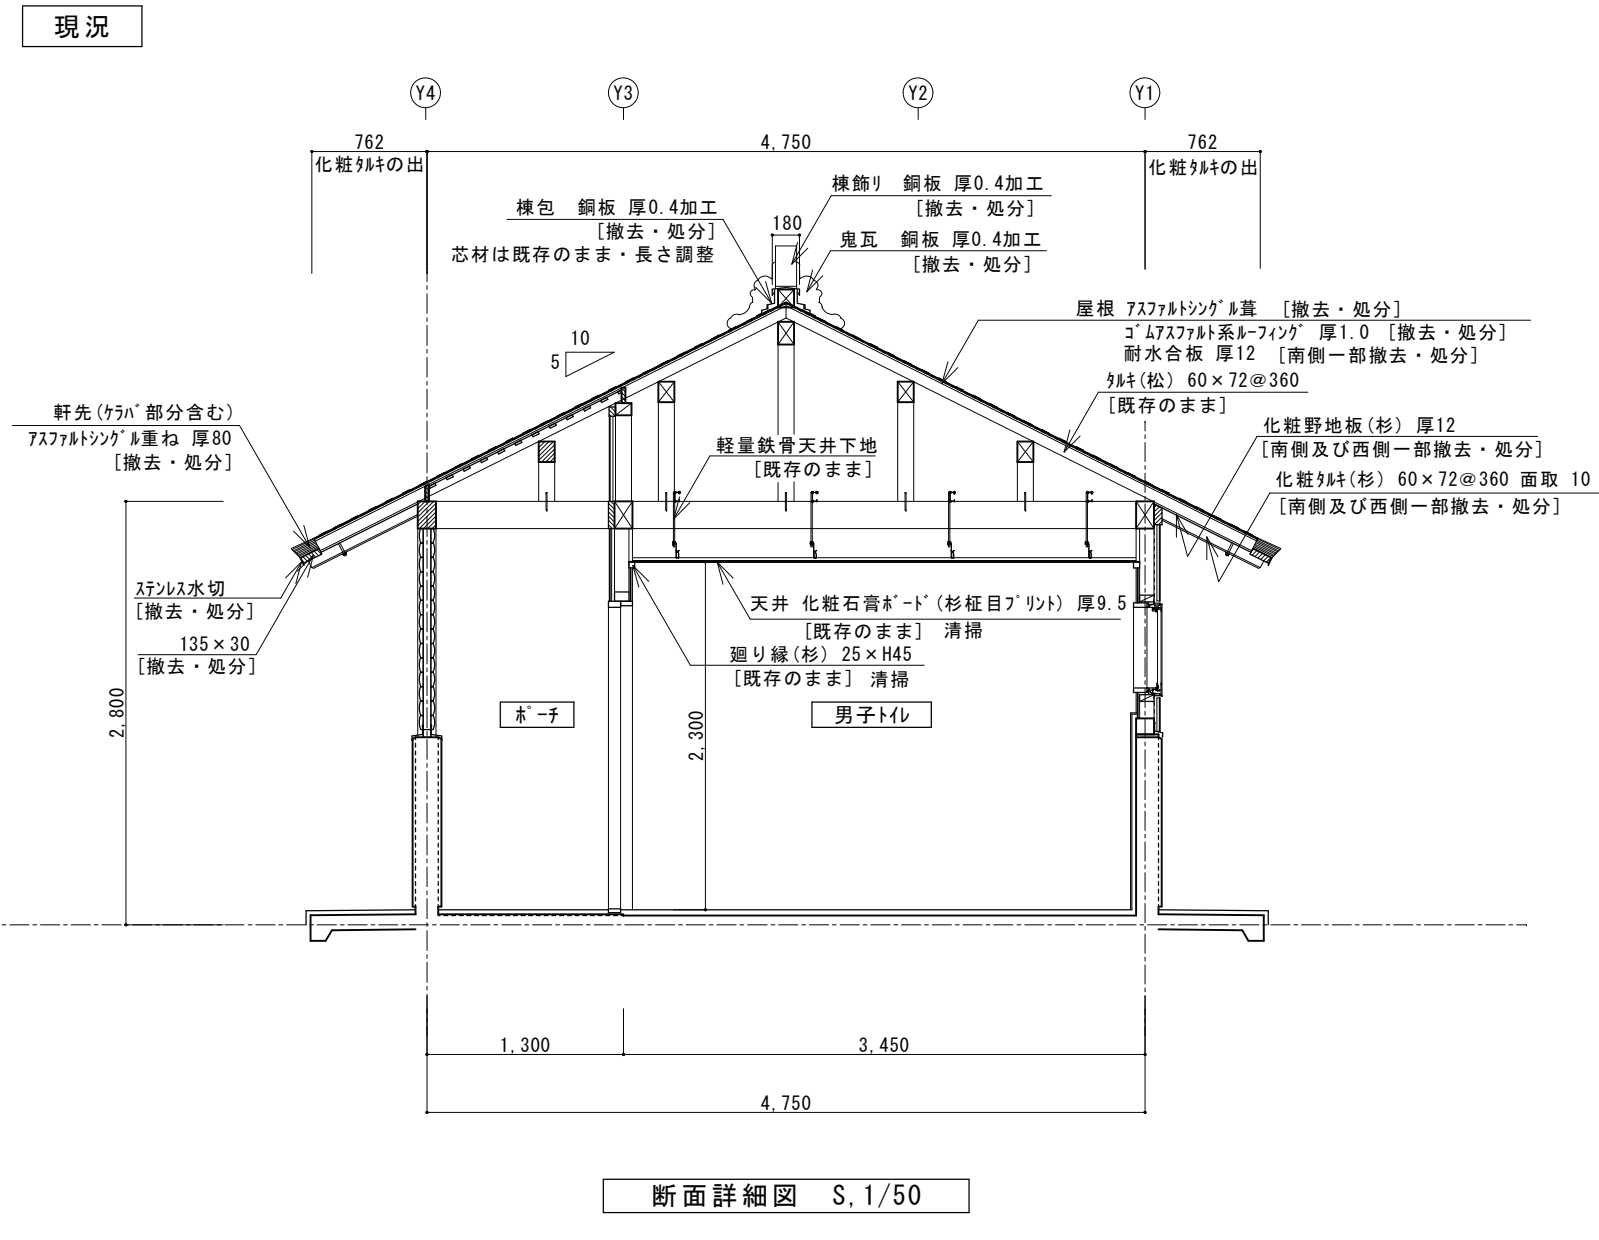 現況
Y4
Y3
Y2
Y1
762
4,750
762
化粧ﾀﾙｷの出
化粧ﾀﾙｷの出
棟飾り　銅板 厚0.4加工
[撤去・処分]
棟包　銅板 厚0.4加工
[撤去・処分]
芯材は既存のまま・長さ調整
180
鬼瓦　銅板 厚0.4加工
[撤去・処分]
屋根 ｱｽﾌｧﾙﾄｼﾝｸﾞﾙ葺　[撤去・処分]
ｺﾞﾑｱｽﾌｧﾙﾄ系ﾙｰﾌｨﾝｸﾞ 厚1.0 [撤去・処分]
耐水合板 厚12　[南側一部撤去・処分]
10
5
ﾀﾙｷ(松) 60×72@360
[既存のまま]
軒先(ｹﾗﾊﾞ部分含む)
ｱｽﾌｧﾙﾄｼﾝｸﾞﾙ重ね 厚80
[撤去・処分]
化粧野地板(杉) 厚12
[南側及び西側一部撤去・処分]
軽量鉄骨天井下地
[既存のまま]
化粧ﾀﾙｷ(杉) 60×72@360 面取 10
[南側及び西側一部撤去・処分]
ｽﾃﾝﾚｽ水切
[撤去・処分]
135×30
[撤去・処分]
天井 化粧石膏ﾎﾞｰﾄﾞ(杉柾目ﾌﾟﾘﾝﾄ) 厚9.5
[既存のまま]　清掃
廻り縁(杉) 25×H45
[既存のまま]　清掃
2,800
ﾎﾟｰﾁ
男子ﾄｲﾚ
2,300
1,300
3,450
4,750
断面詳細図　S,1/50